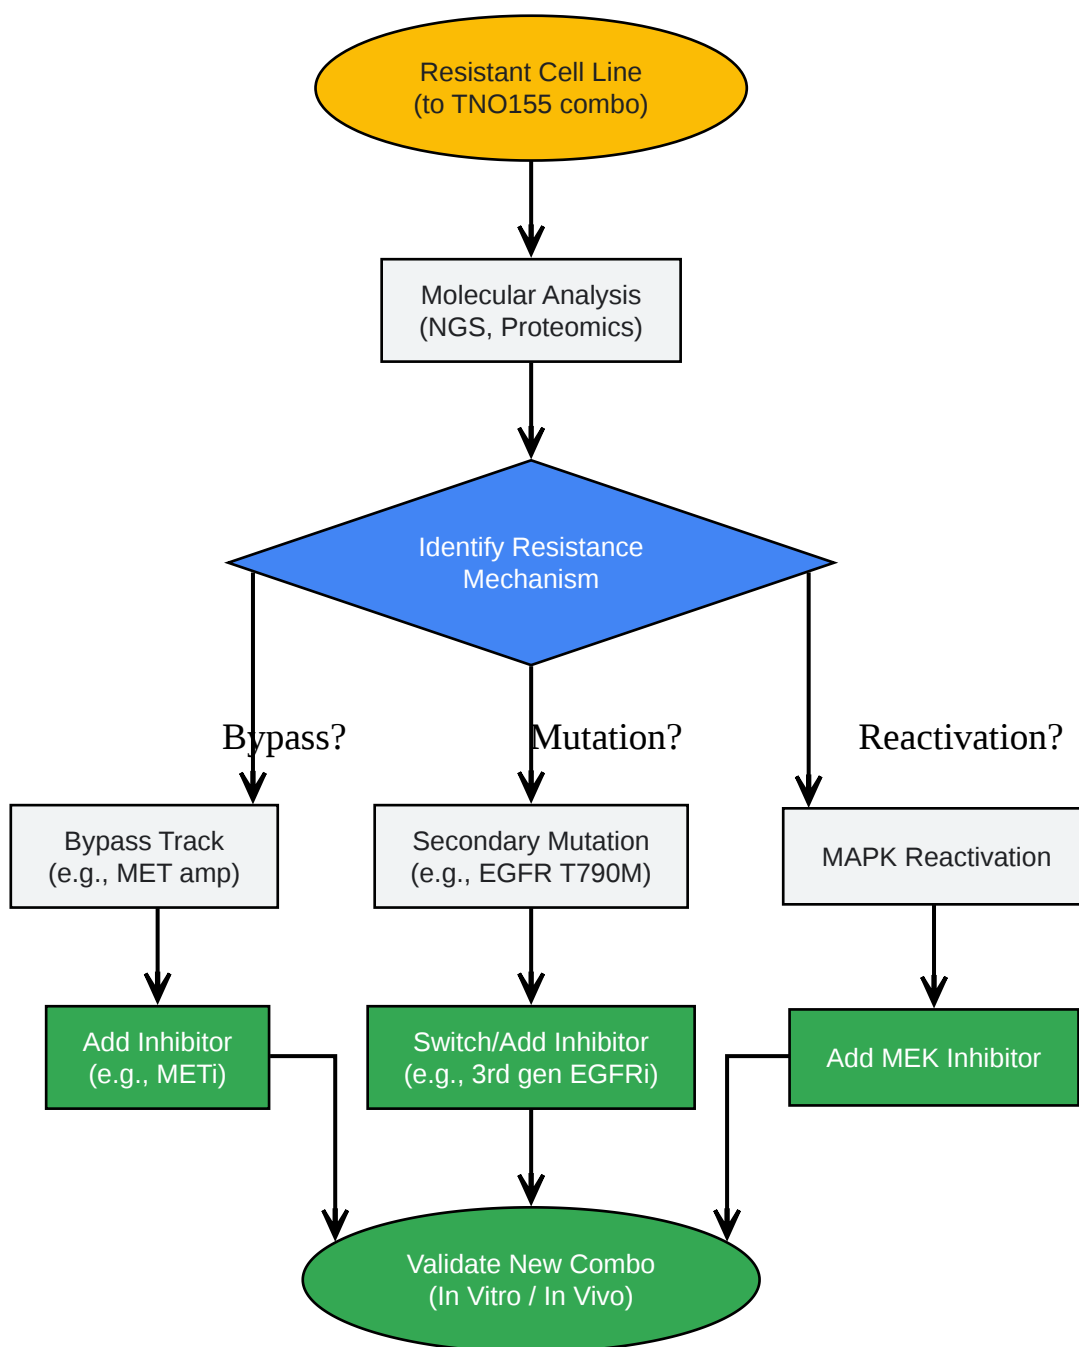 Resistant Cell Line
(to TNO155 combo)
Molecular Analysis
(NGS, Proteomics)
Identify Resistance
Mechanism
Bypass?
Mutation?
Reactivation?
Bypass Track
(e.g., MET amp)
Secondary Mutation
(e.g., EGFR T790M)
MAPK Reactivation
Add Inhibitor
(e.g., METi)
Switch/Add Inhibitor
(e.g., 3rd gen EGFRi)
Add MEK Inhibitor
Validate New Combo
(In Vitro / In Vivo)